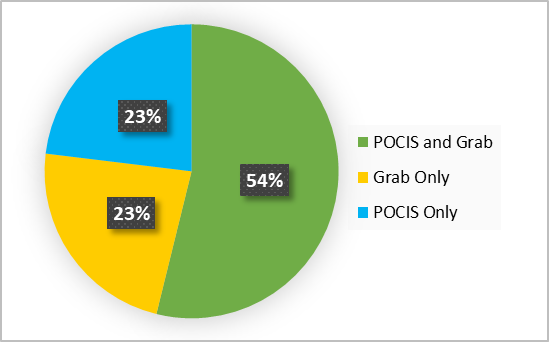 23%
54%
23%
POCIS and Grab
Grab Only
POCIS Only